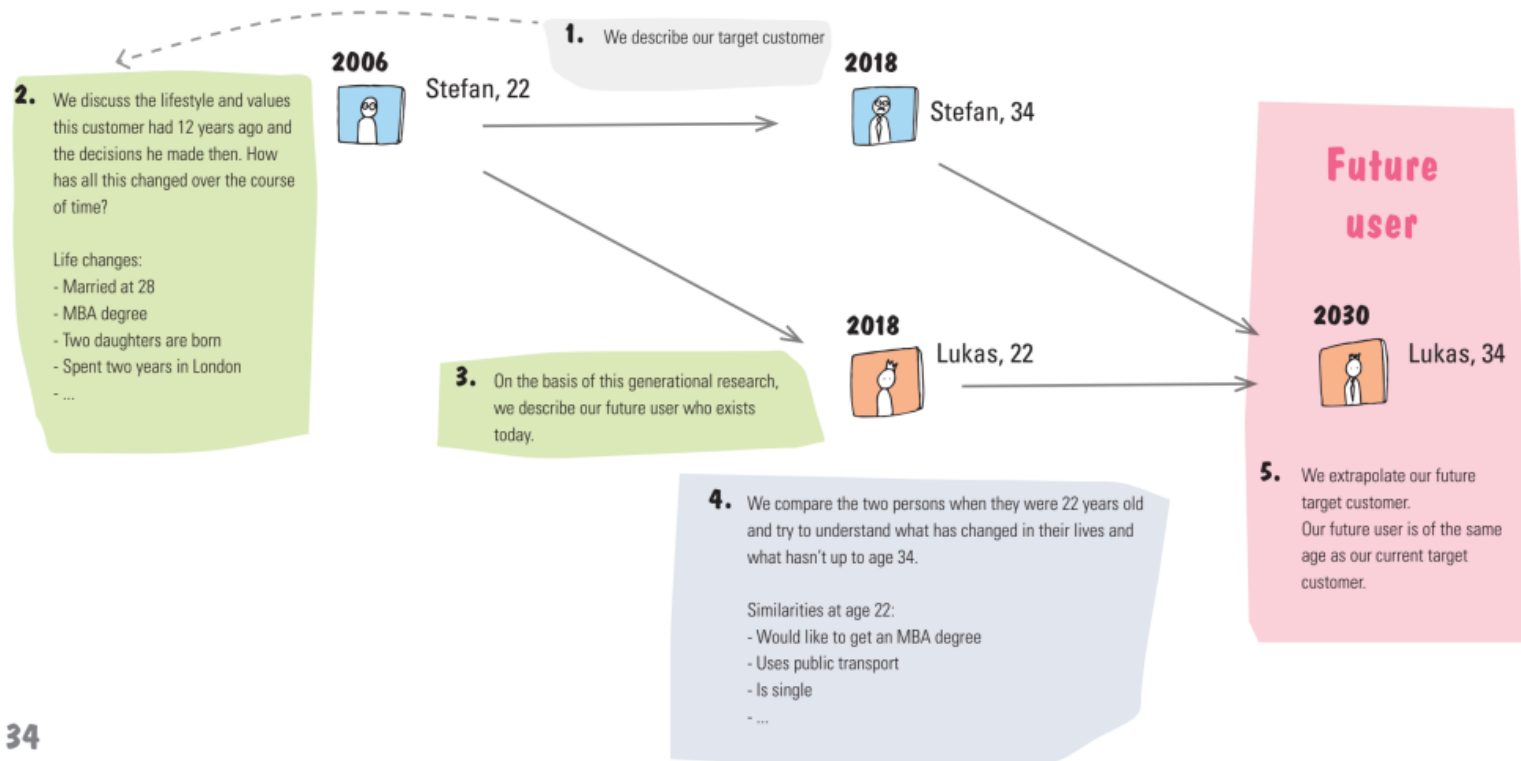 1. We describe our target customer
2006
Stefan, 22
2018
Stefan, 34
2. We discuss the lifestyle and values
this customer had 12 years ago and
the decisions he made then. How
has all this changed over the course
of time?
Life changes:
- Married at 28
- MBA degree
- Two daughters are born
- Spent two years in London
- ...
3. On the basis of this generational research,
we describe our future user who exists
today.
2018
Lukas, 22
4. We compare the two persons when they were 22 years old
and try to understand what has changed in their lives and
what hasn't up to age 34.
Similarities at age 22:
- Would like to get an MBA degree
- Uses public transport
- Is single
- ...
Future
user
2030
Lukas, 34
5. We extrapolate our future
target customer.
Our future user is of the same
age as our current target
customer.
34